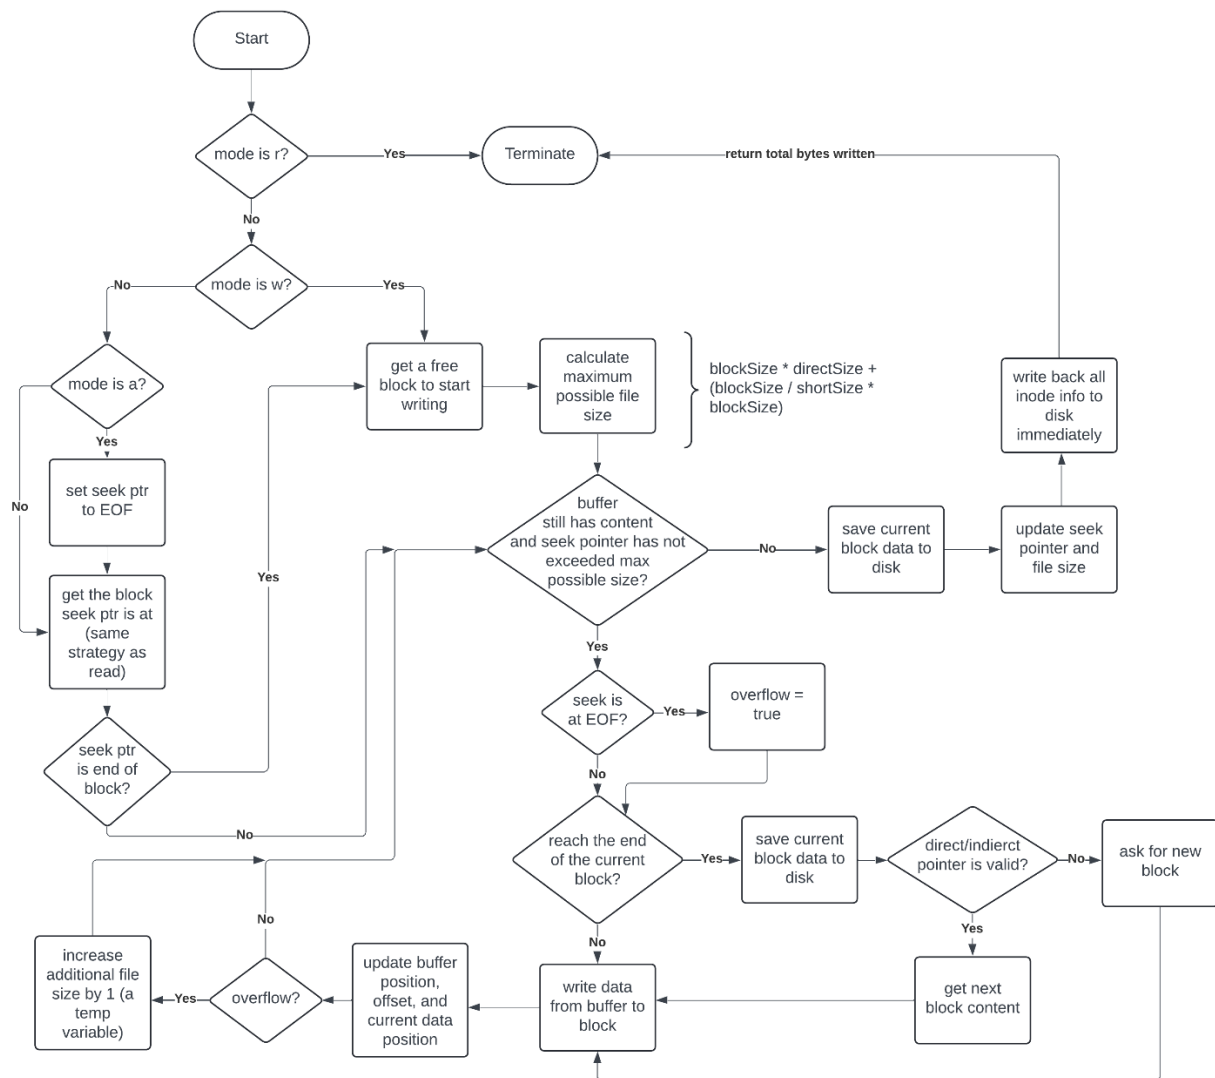 Start
mode is r?
Yes
Terminate
return total bytes written
No
mode is w?
No
Yes
mode is a?
get a free
block to start
writing
calculate
maximum
possible file
size
blockSize * directSize +
(blockSize / shortSize *
blockSize)
write back all
inode info to
disk
immediately
Yes
No
set seek ptr
to EOF
buffer
still has content
and seek pointer has not
exceeded max
possible size?
No
save current
block data to
disk
update seek
pointer and
file size
Yes
get the block
seek ptr is at
(same
strategy as
read)
Yes
seek is
at EOF?
Yes
overflow =
true
seek ptr
is end of
block?
No
No
reach the end
of the current
block?
Yes
save current
block data to
disk
direct/indierct
pointer is valid?
No
ask for new
block
No
Yes
No
increase
additional file
size by 1 (a
temp
variable)
Yes
overflow?
update buffer
position,
offset, and
current data
position
write data
from buffer to
block
get next
block content